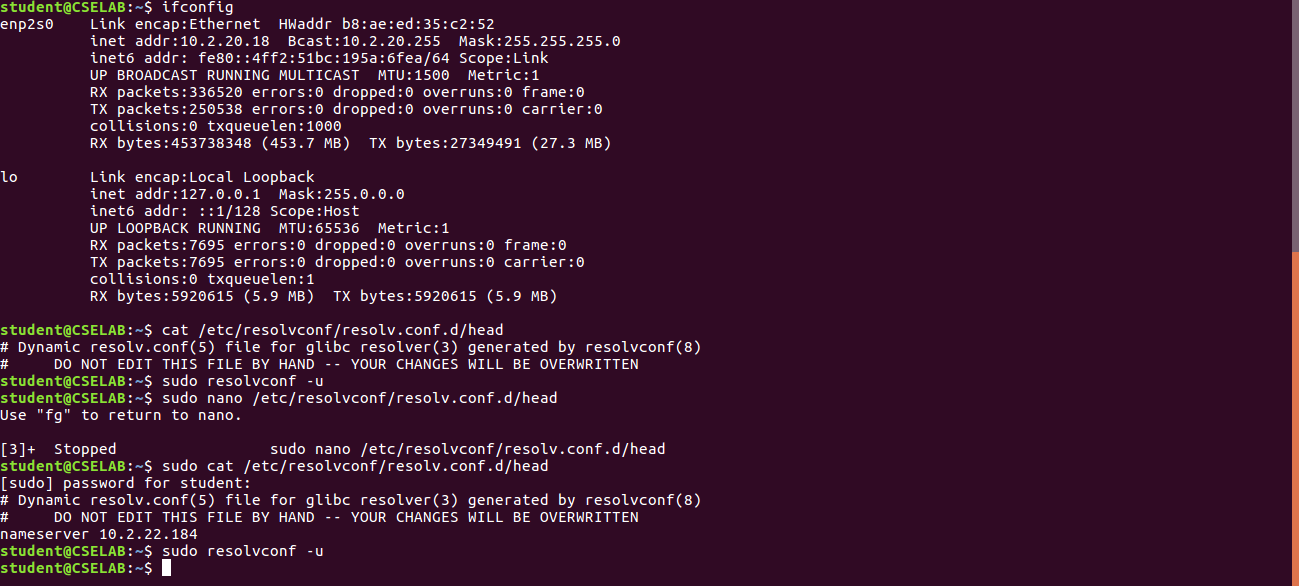 student@CSELAB:~$ ifconfig
enp2s0    Link encap:Ethernet  HWaddr b8:ae:ed:35:c2:52
          inet addr:10.2.20.18  Bcast:10.2.20.255  Mask:255.255.255.0
          inet6 addr: fe80::4ff2:51bc:195a:6fea/64 Scope:Link
          UP BROADCAST RUNNING MULTICAST  MTU:1500  Metric:1
          RX packets:336520 errors:0 dropped:0 overruns:0 frame:0
          TX packets:250538 errors:0 dropped:0 overruns:0 carrier:0
          collisions:0 txqueuelen:1000
          RX bytes:453738348 (453.7 MB)  TX bytes:27349491 (27.3 MB)

lo        Link encap:Local Loopback
          inet addr:127.0.0.1  Mask:255.0.0.0
          inet6 addr: ::1/128 Scope:Host
          UP LOOPBACK RUNNING  MTU:65536  Metric:1
          RX packets:7695 errors:0 dropped:0 overruns:0 frame:0
          TX packets:7695 errors:0 dropped:0 overruns:0 carrier:0
          collisions:0 txqueuelen:1
          RX bytes:5920615 (5.9 MB)  TX bytes:5920615 (5.9 MB)

student@CSELAB:~$ cat /etc/resolvconf/resolv.conf.d/head
# Dynamic resolv.conf(5) file for glibc resolver(3) generated by resolvconf(8)
#     DO NOT EDIT THIS FILE BY HAND -- YOUR CHANGES WILL BE OVERWRITTEN
student@CSELAB:~$ sudo resolvconf -u
student@CSELAB:~$ sudo nano /etc/resolvconf/resolv.conf.d/head
Use "fg" to return to nano.

[3]+  Stopped                 sudo nano /etc/resolvconf/resolv.conf.d/head
student@CSELAB:~$ sudo cat /etc/resolvconf/resolv.conf.d/head
[sudo] password for student:
# Dynamic resolv.conf(5) file for glibc resolver(3) generated by resolvconf(8)
#     DO NOT EDIT THIS FILE BY HAND -- YOUR CHANGES WILL BE OVERWRITTEN
nameserver 10.2.22.184
student@CSELAB:~$ sudo resolvconf -u
student@CSELAB:~$